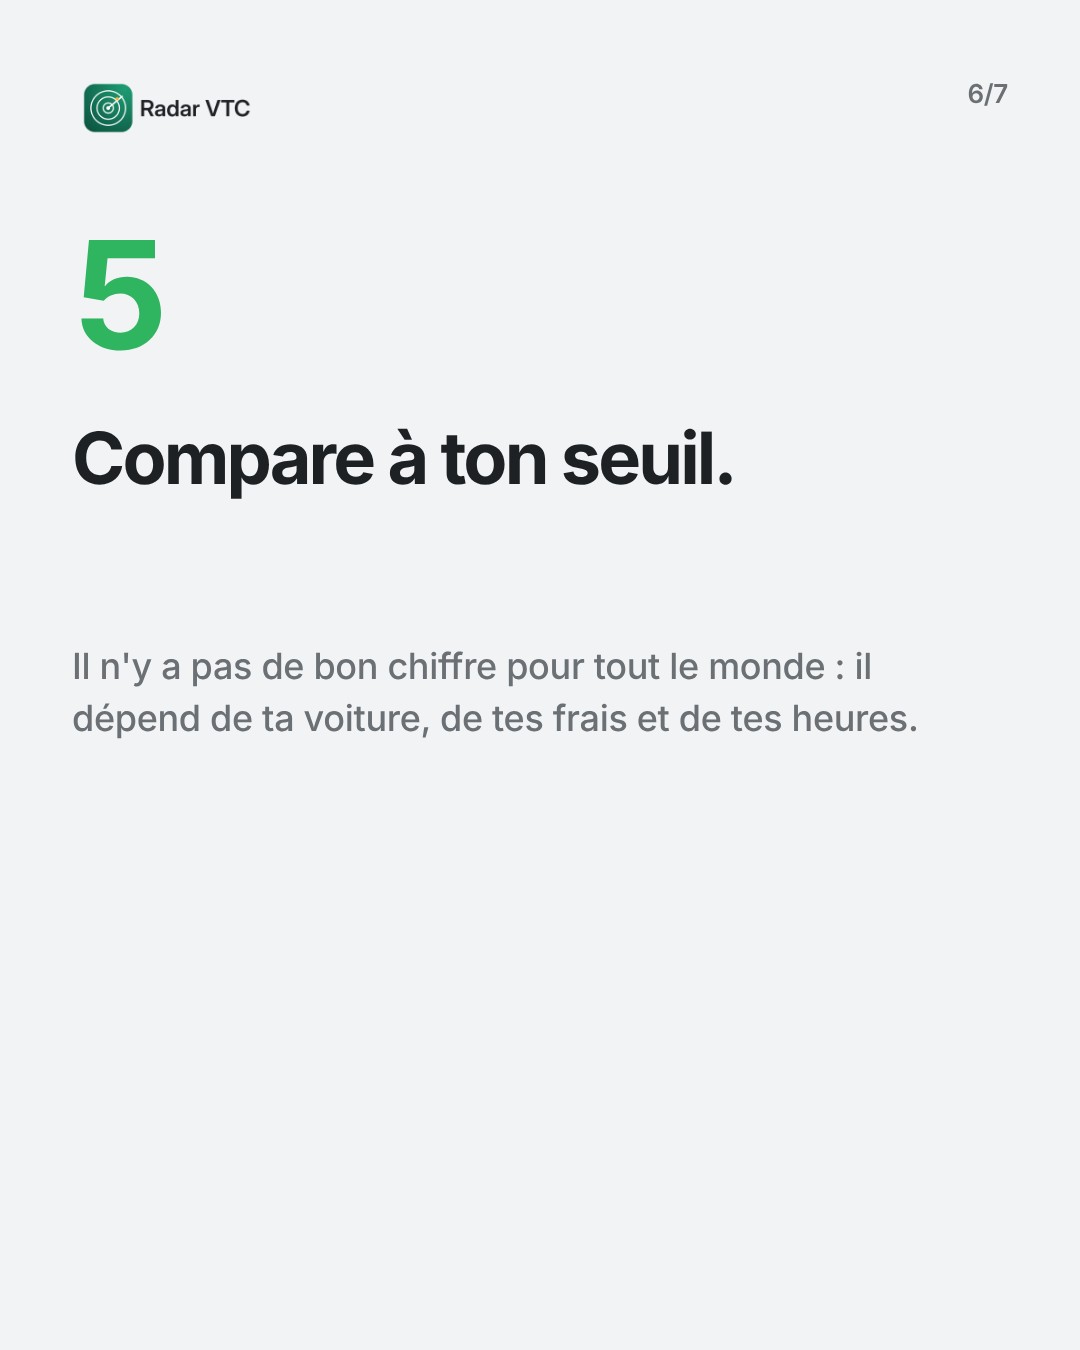 Radar VTC
6/7
5
Compare à ton seuil.
Il n'y a pas de bon chiffre pour tout le monde : il
dépend de ta voiture, de tes frais et de tes heures.